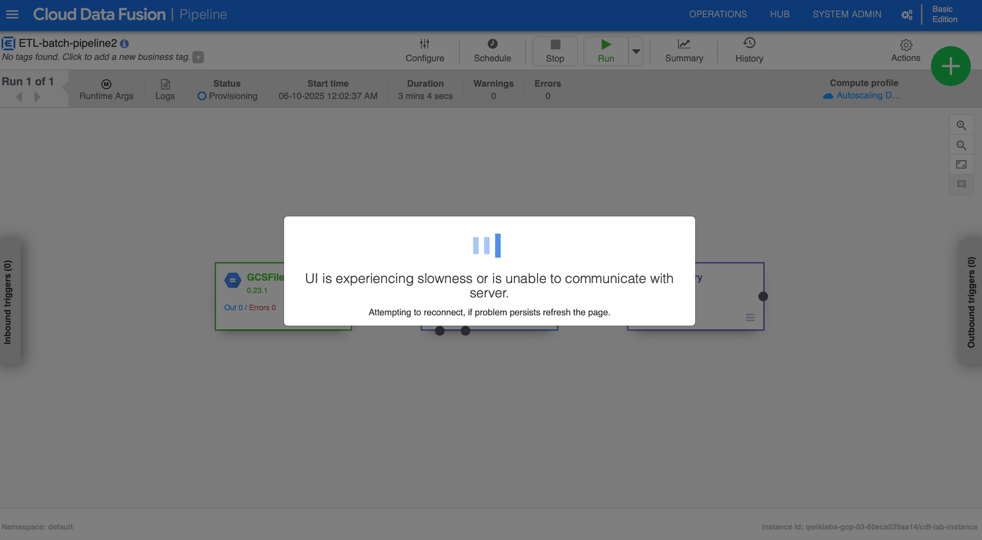 Cloud Data Fusion | Pipeline
OPERATIONS
HUB
SYSTEM ADMIN
Basic
Edition
ETL-batch-pipeline2
No tags found. Click to add a new business tag. +
Configure
Schedule
Stop
Run
Summary
History
Actions
Run 1 of 1
M
Runtime Args
Logs
Status
Provisioning
Start time
06-10-2025 12:02:37 AM
Duration
3 mins 4 secs
Warnings
0
Errors
0
Compute profile
Autoscaling D...
Inbound triggers (0)
GCSFile
0.23.1
Out 0 / Errors 0
UI is experiencing slowness or is unable to communicate with
server.
Attempting to reconnect, if problem persists refresh the page.
ry
Outbound triggers (0)
Namespace: default
Instance Id: qwiklabs-gcp-03-60eca539aa14/cdf-lab-instance